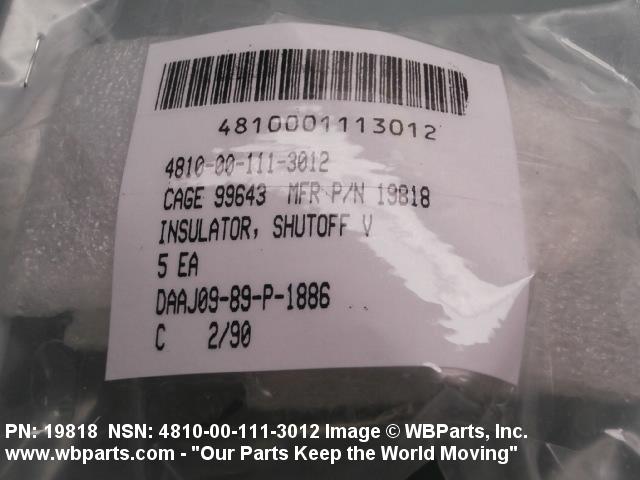 4810001113012
4810-00-111-3012
CAGE 99643 MFR P/N 19818
INSULATOR, SHUTOFF V
5 EA
DAAJ09-89-P-1886
C 2/90
PN: 19818 NSN: 4810-00-111-3012 Image © WBParts, Inc.
www.wbparts.com - "Our Parts Keep the World Moving"